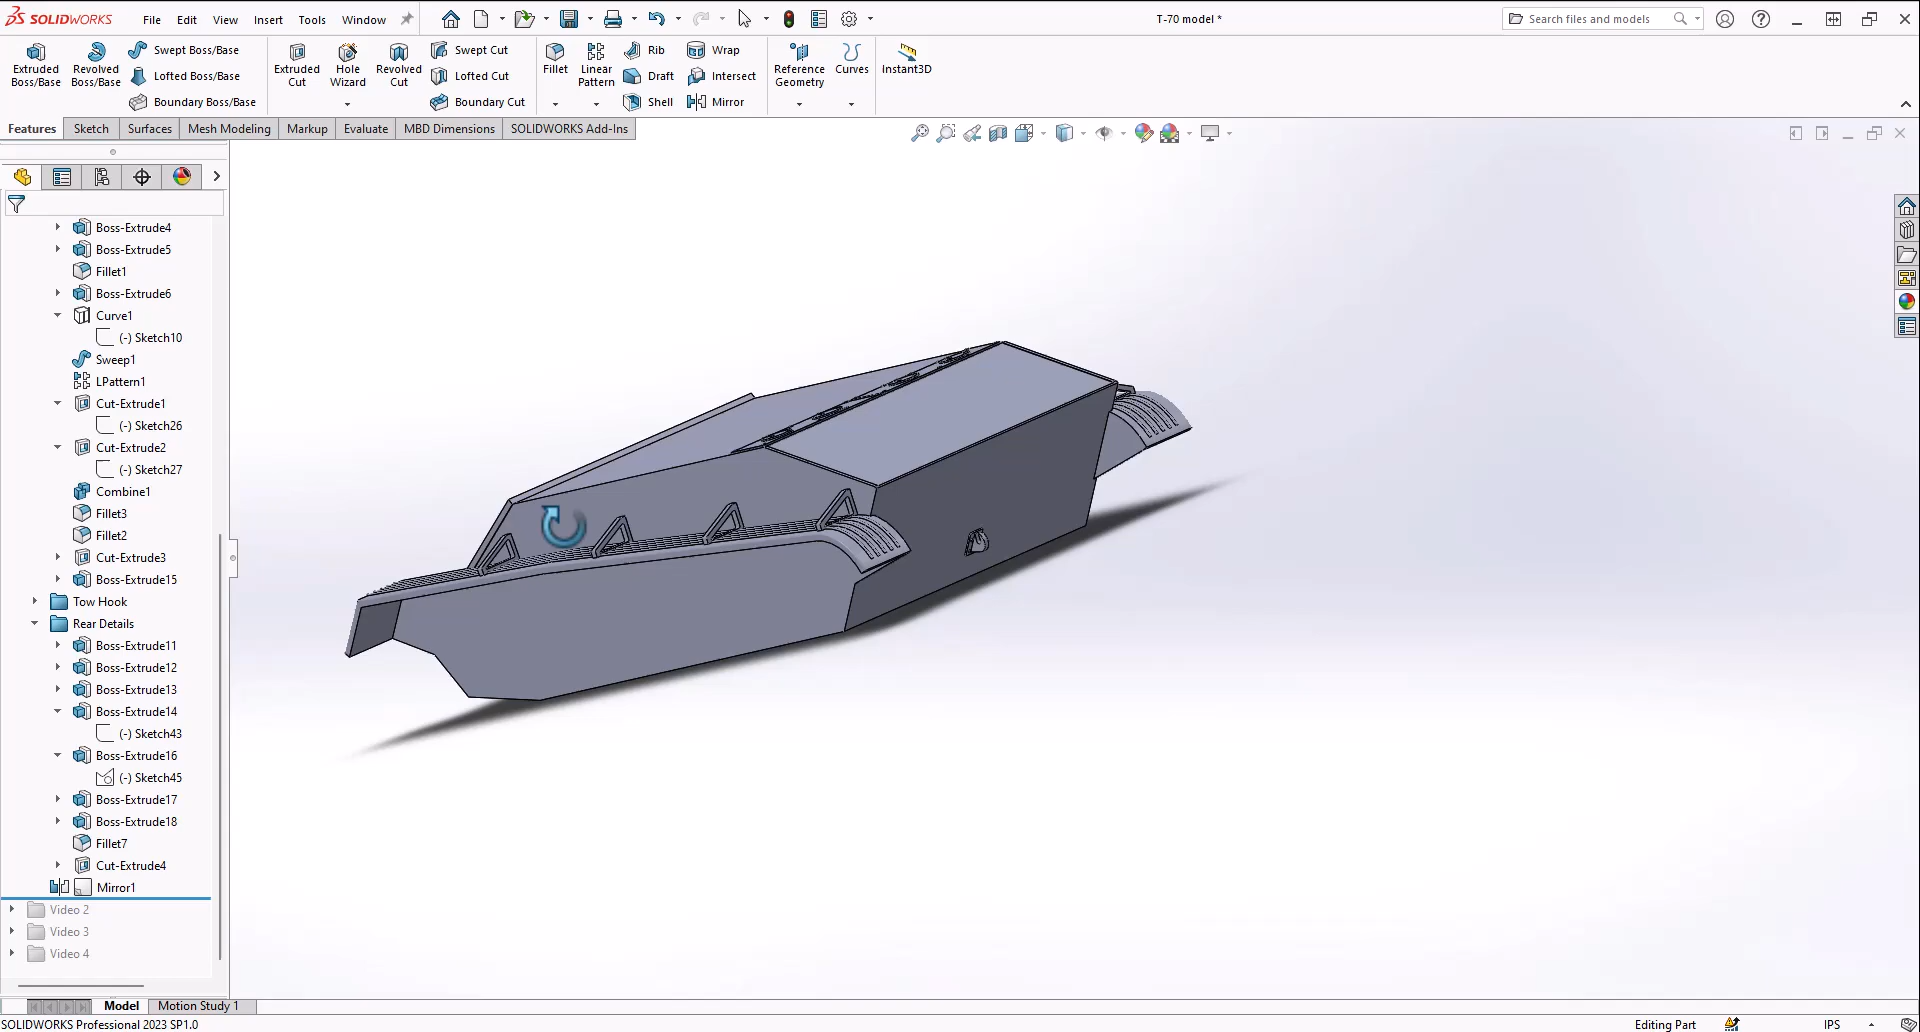 SOLIDWORKS
File
Edit
View
Insert
Tools
Window
T-70 model *
Search files and models
Extruded Boss/Base
Revolved Boss/Base
Swept Boss/Base
Lofted Boss/Base
Boundary Boss/Base
Extruded Cut
Hole Wizard
Revolved Cut
Swept Cut
Lofted Cut
Boundary Cut
Fillet
Linear Pattern
Rib
Draft
Shell
Wrap
Intersect
Mirror
Reference Geometry
Curves
Instant3D
Features
Sketch
Surfaces
Mesh Modeling
Markup
Evaluate
MBD Dimensions
SOLIDWORKS Add-Ins
Boss-Extrude4
Boss-Extrude5
Fillet1
Boss-Extrude6
Curve1
(-) Sketch10
Sweep1
LPattern1
Cut-Extrude1
(-) Sketch26
Cut-Extrude2
(-) Sketch27
Combine1
Fillet3
Fillet2
Cut-Extrude3
Boss-Extrude15
Tow Hook
Rear Details
Boss-Extrude11
Boss-Extrude12
Boss-Extrude13
Boss-Extrude14
(-) Sketch43
Boss-Extrude16
(-) Sketch45
Boss-Extrude17
Boss-Extrude18
Fillet7
Cut-Extrude4
Mirror1
Video 2
Video 3
Video 4
Model
Motion Study 1
SOLIDWORKS Professional 2023 SP1.0
Editing Part
IPS